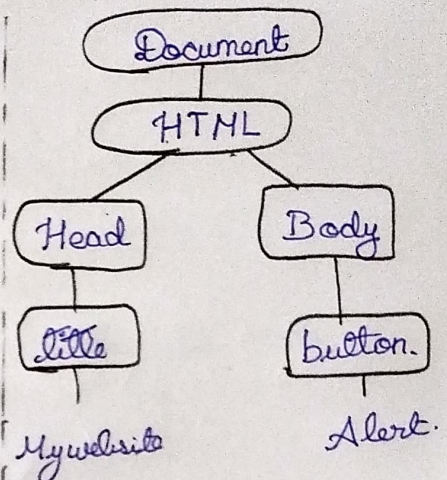 Document
HTML
Head
Body
title
button.
Mywebsite
Alert.